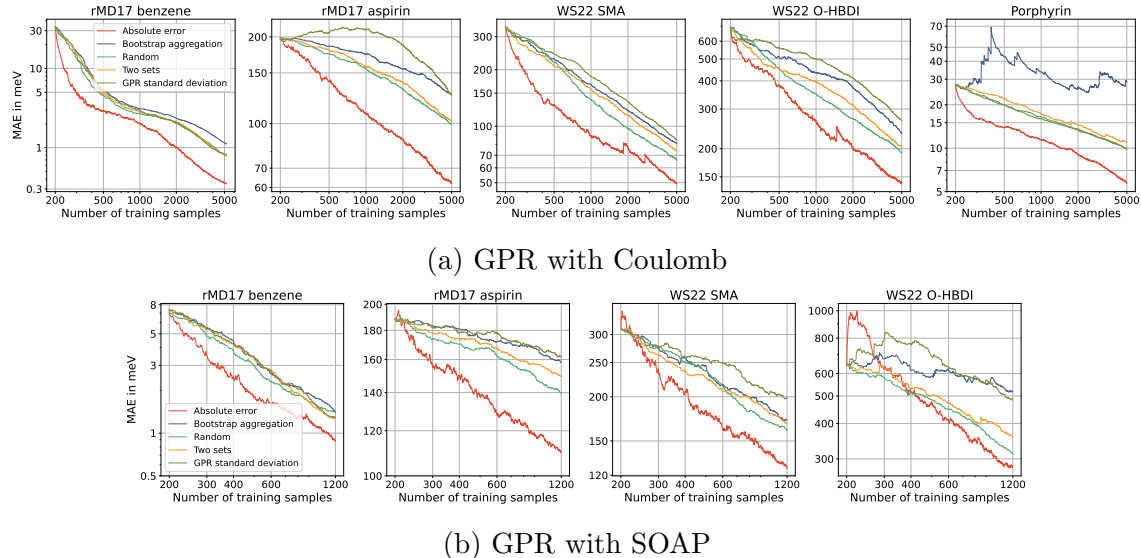 rMD17 benzene
rMD17 aspirin
WS22 SMA
WS22 O-HBDI
Porphyrin
MAE in meV
30
10
5
1
0.3
Absolute error
Bootstrap aggregation
Random
Two sets
GPR standard deviation
200 500 1000 2000 5000
Number of training samples
200
150
100
70
60
200 500 1000 2000 5000
Number of training samples
300
200
150
100
70
60
50
200 500 1000 2000 5000
Number of training samples
600
500
400
300
200
150
200 500 1000 2000 5000
Number of training samples
70
60
50
40
30
20
15
10
7
6
5
200 500 1000 2000 5000
Number of training samples
(a) GPR with Coulomb
rMD17 benzene
rMD17 aspirin
WS22 SMA
WS22 O-HBDI
MAE in meV
8
5
3
1
0.5
Absolute error
Bootstrap aggregation
Random
Two sets
GPR standard deviation
200 300 400 600 1200
Number of training samples
200
180
160
140
120
100
200 300 400 600 1200
Number of training samples
300
250
200
150
120
200 300 400 600 1200
Number of training samples
1000
800
600
500
400
300
200 300 400 600 1200
Number of training samples
(b) GPR with SOAP